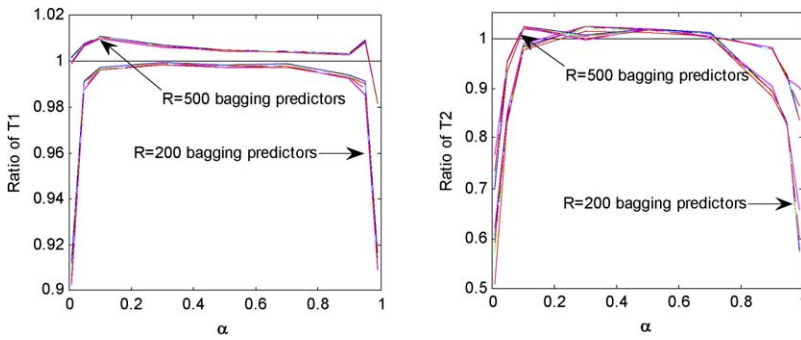 1.02
1
0.98
0.96
0.94
0.92
0.9
Ratio of T1
R=500 bagging predictors
R=200 bagging predictors
0 0.2 0.4 0.6 0.8 1
α
1.1
1
0.9
0.8
0.7
0.6
0.5
Ratio of T2
R=500 bagging predictors
R=200 bagging predictors
0 0.2 0.4 0.6 0.8 1
α